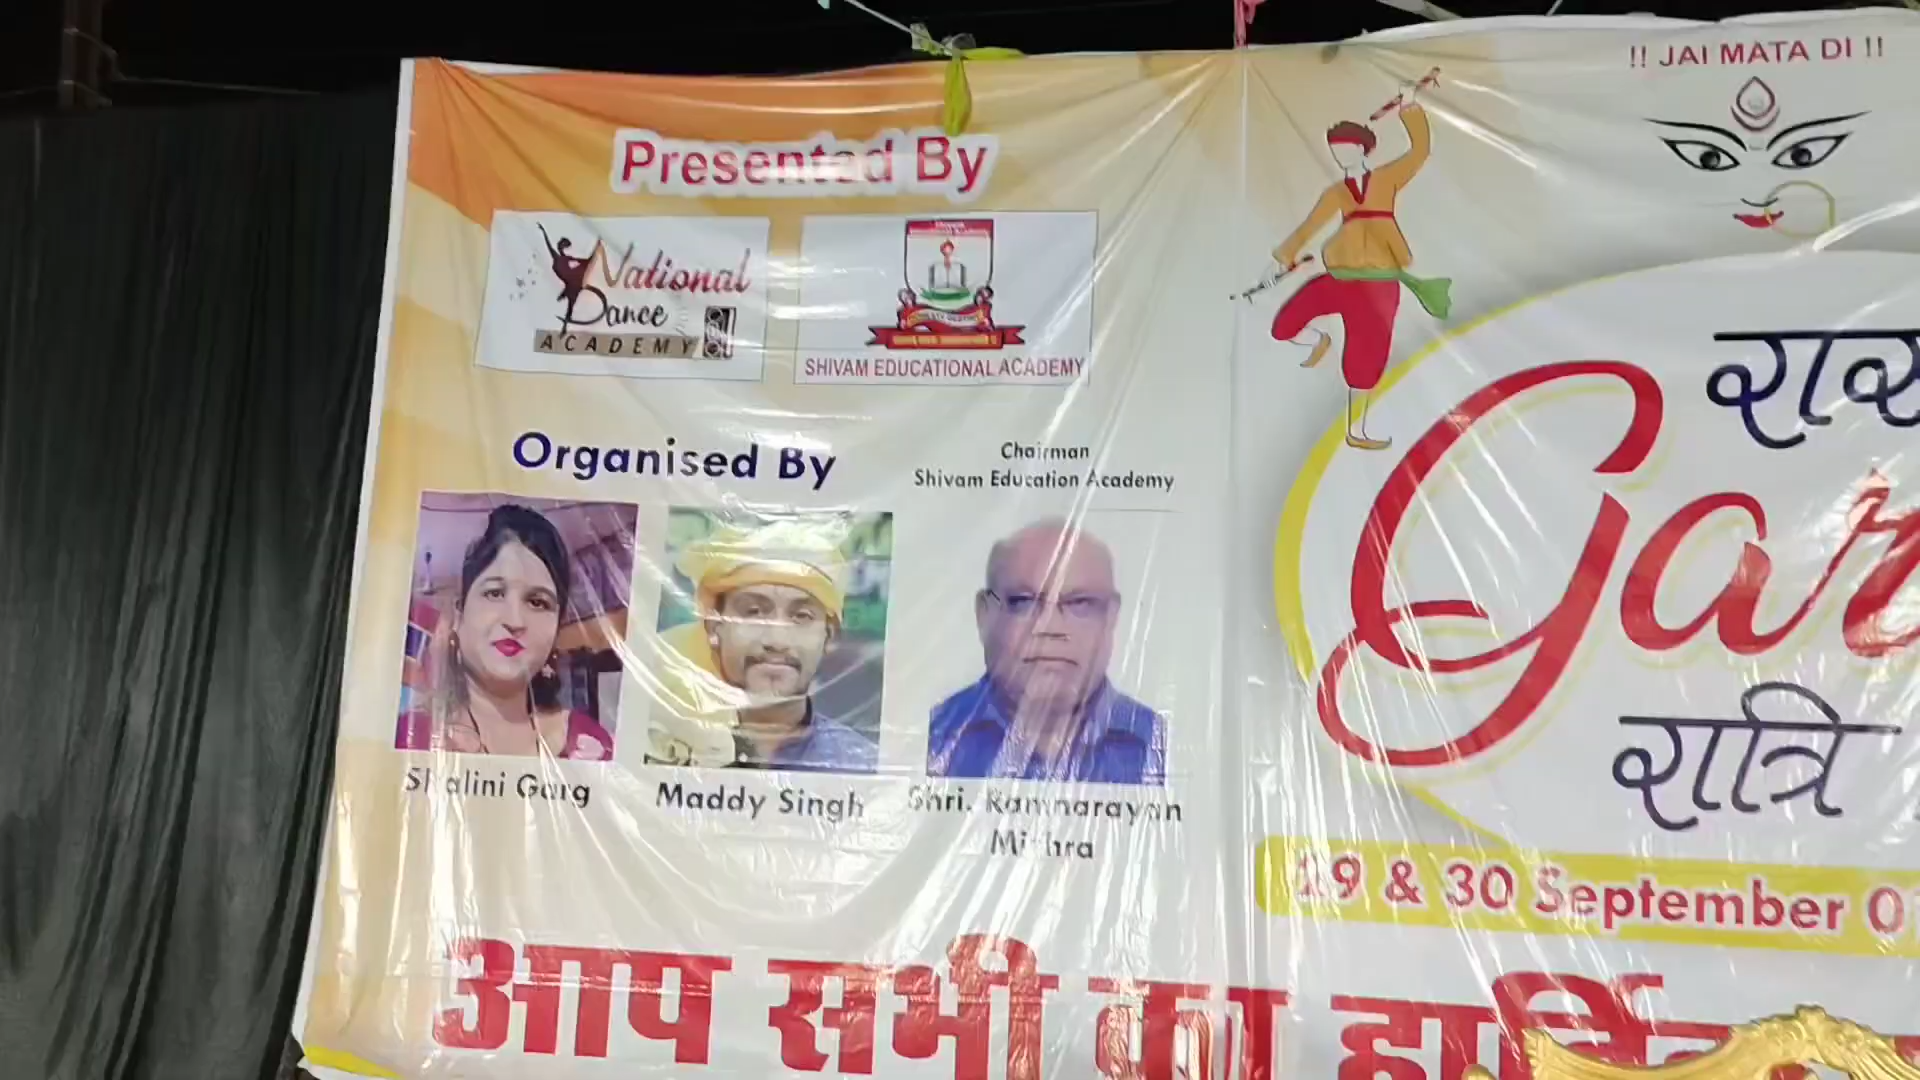 Presented By
National
Dance
ACADEMY
SHIVAM EDUCATIONAL ACADEMY
Organised By
Chairman
Shivam Education Academy
Shalini Garg
Maddy Singh
Shri. Ramnarayan
Mishra
!! JAI MATA DI !!
रास
Gar
रात्रि
29 & 30 September 01
आप सभी का हार्दिक